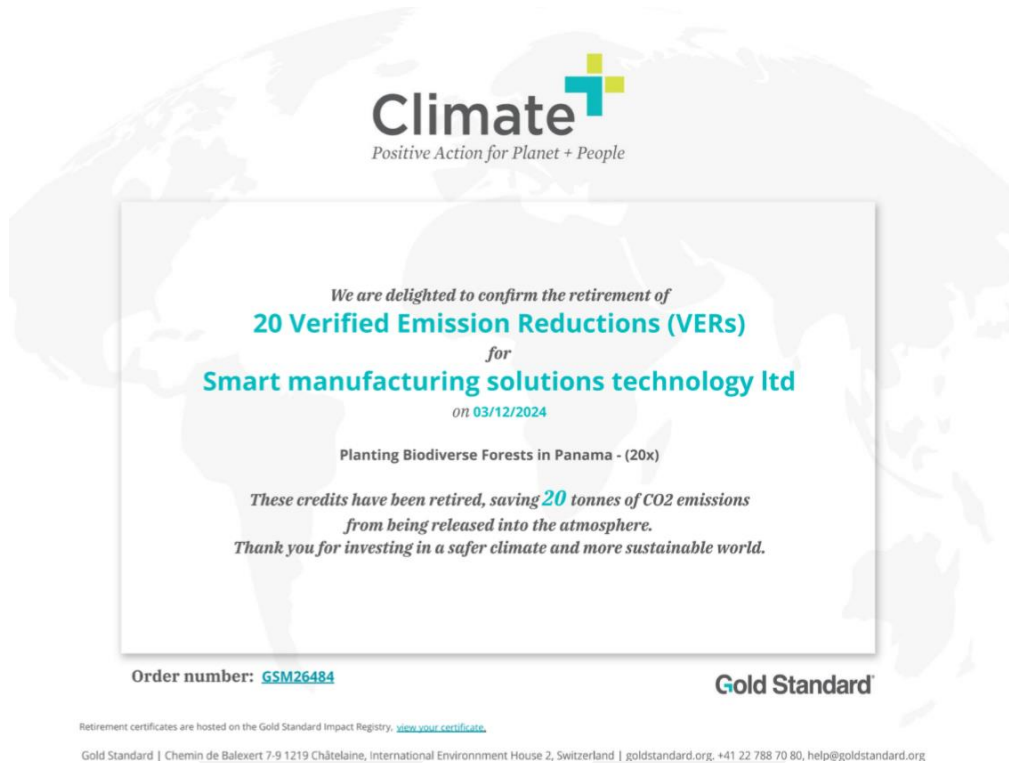 Climate
Positive Action for Planet + People
We are delighted to confirm the retirement of
20 Verified Emission Reductions (VERs)
for
Smart manufacturing solutions technology ltd
on 03/12/2024
Planting Biodiverse Forests in Panama - (20x)
These credits have been retired, saving 20 tonnes of CO2 emissions
from being released into the atmosphere.
Thank you for investing in a safer climate and more sustainable world.
Order number: GSM26484
Gold Standard
Retirement certificates are hosted on the Gold Standard Impact Registry, view your certificate.
Gold Standard | Chemin de Balexert 7-9 1219 Châtelaine, International Environnment House 2, Switzerland | goldstandard.org, +41 22 788 70 80, help@goldstandard.org